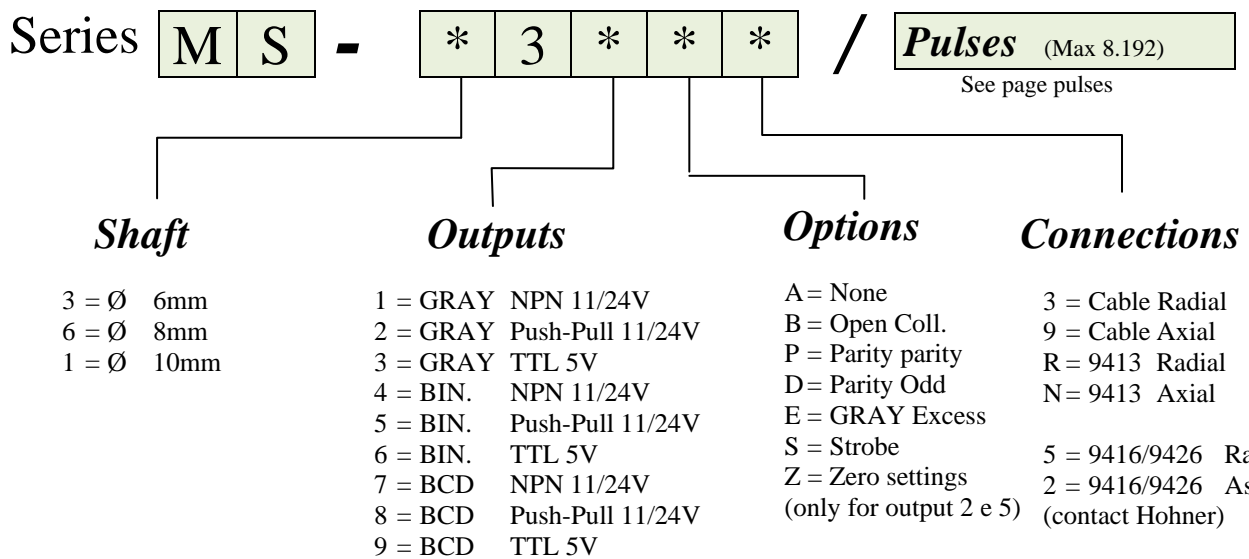 Series M S - * 3 * * * / Pulses (Max 8.192)
See page pulses
Shaft
3 = Ø 6mm
6 = Ø 8mm
1 = Ø 10mm
Outputs
1 = GRAY NPN 11/24V
2 = GRAY Push-Pull 11/24V
3 = GRAY TTL 5V
4 = BIN. NPN 11/24V
5 = BIN. Push-Pull 11/24V
6 = BIN. TTL 5V
7 = BCD NPN 11/24V
8 = BCD Push-Pull 11/24V
9 = BCD TTL 5V
Options
A = None
B = Open Coll.
P = Parity parity
D = Parity Odd
E = GRAY Excess
S = Strobe
Z = Zero settings
(only for output 2 e 5)
Connections
3 = Cable Radial
9 = Cable Axial
R = 9413 Radial
N = 9413 Axial
5 = 9416/9426
2 = 9416/9426
(contact Hohner)